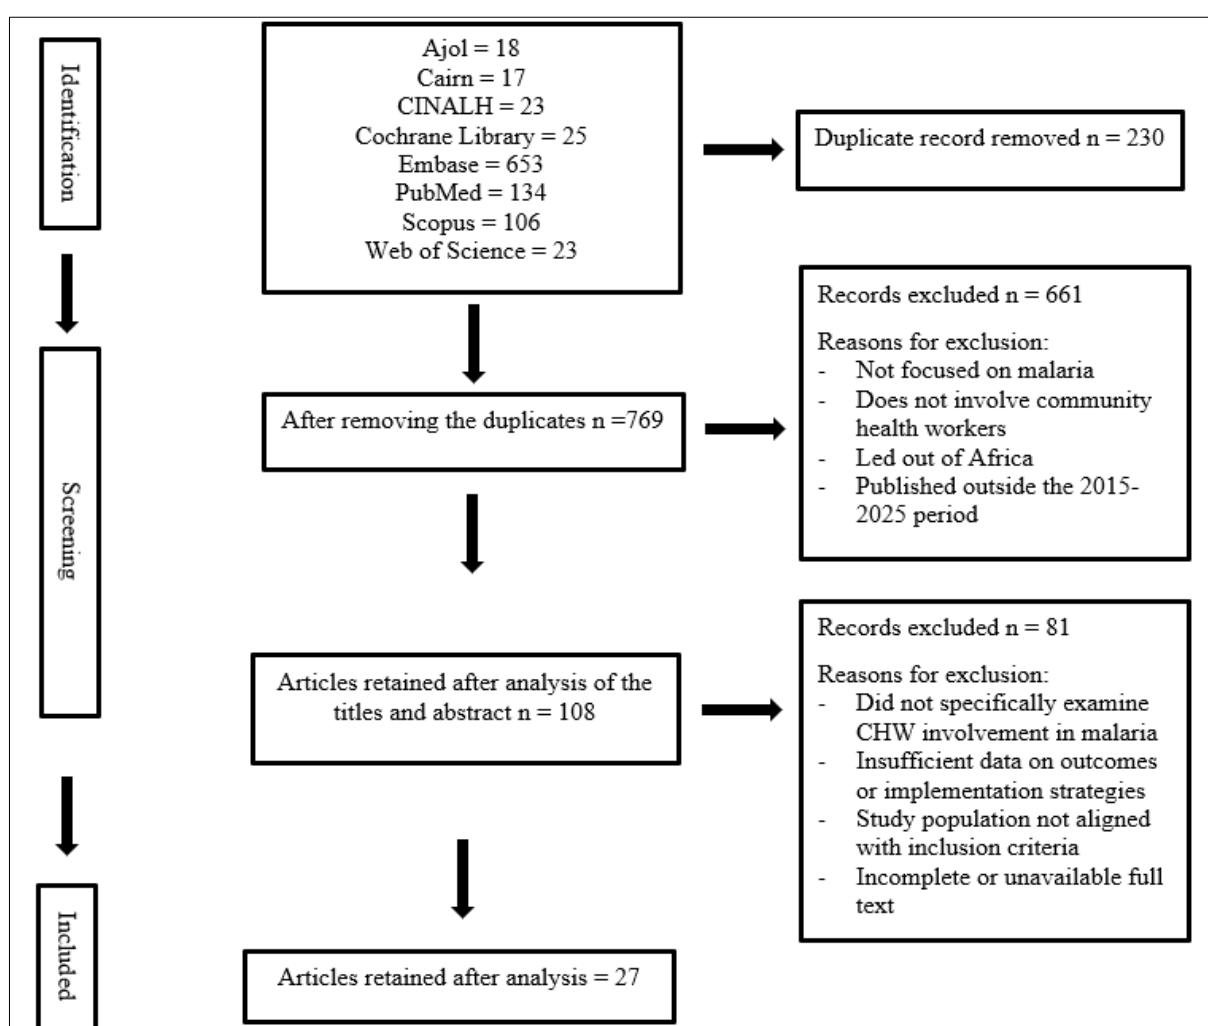 Identification
Ajol = 18
Cairn = 17
CINALH = 23
Cochrane Library = 25
Embase = 653
PubMed = 134
Scopus = 106
Web of Science = 23
Duplicate record removed n = 230
Screening
After removing the duplicates n =769
Records excluded n = 661
Reasons for exclusion:
- Not focused on malaria
- Does not involve community
health workers
- Led out of Africa
- Published outside the 2015-
2025 period
Articles retained after analysis of the
titles and abstract n = 108
Records excluded n = 81
Reasons for exclusion:
- Did not specifically examine
CHW involvement in malaria
- Insufficient data on outcomes
or implementation strategies
- Study population not aligned
with inclusion criteria
- Incomplete or unavailable full
text
Included
Articles retained after analysis = 27